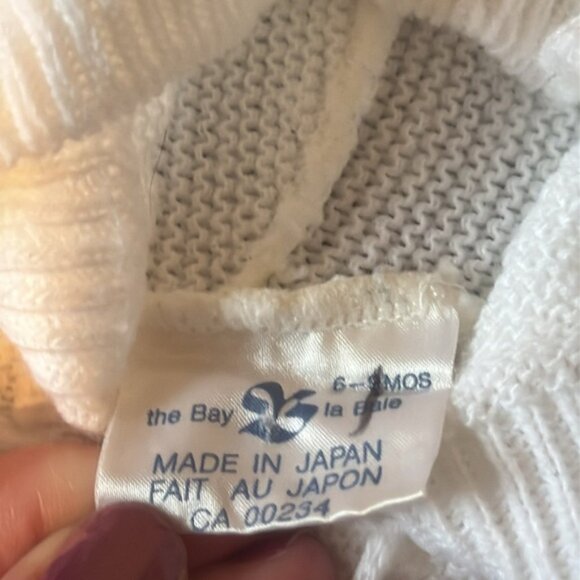 6-9MOS
the Bay B la Baie
MADE IN JAPAN
FAIT AU JAPON
CA 00234